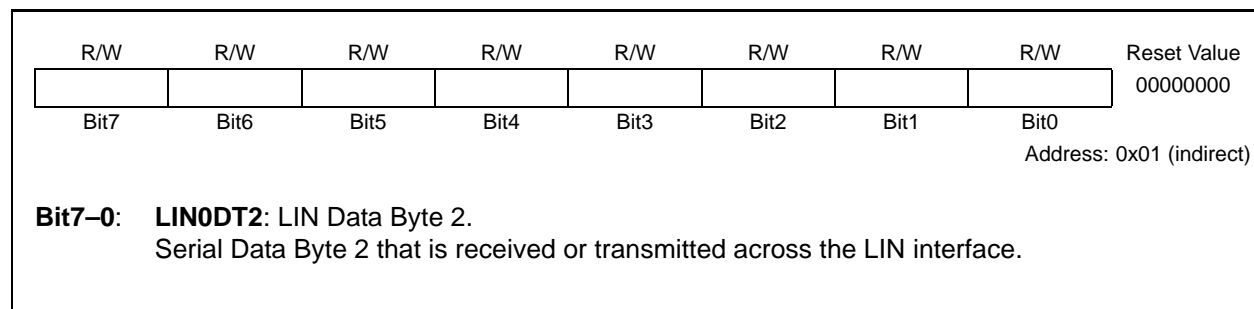 R/W R/W R/W R/W R/W R/W R/W R/W Reset Value
00000000
Bit7 Bit6 Bit5 Bit4 Bit3 Bit2 Bit1 Bit0
Address: 0x01 (indirect)
Bit7–0: LIN0DT2: LIN Data Byte 2.
Serial Data Byte 2 that is received or transmitted across the LIN interface.